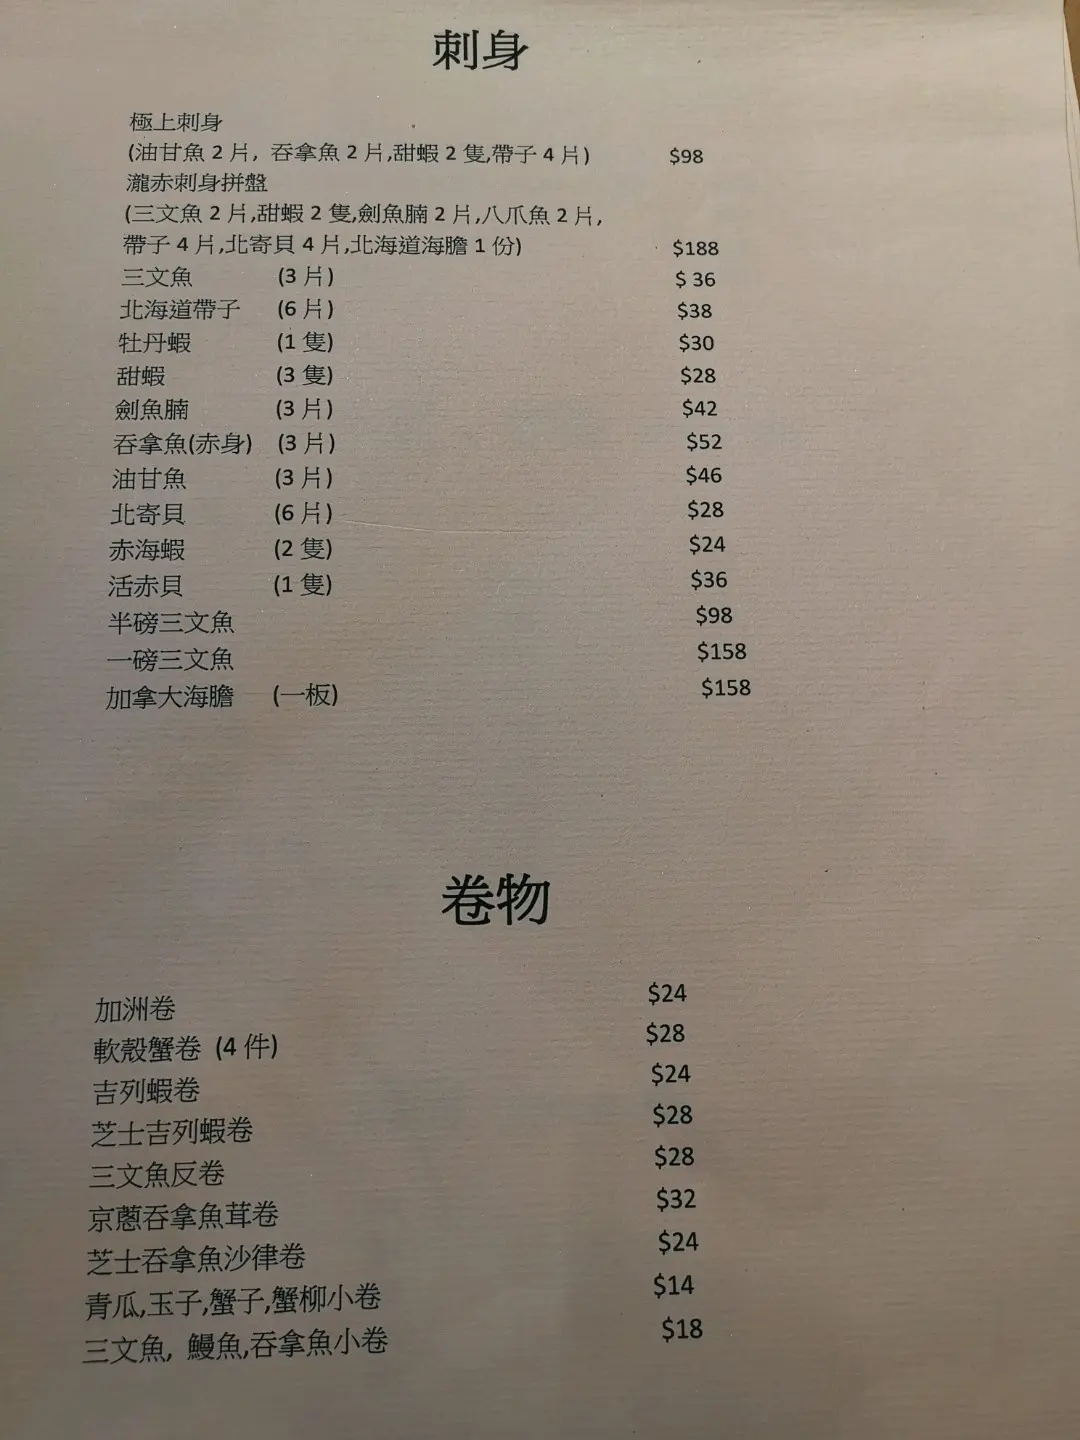 刺身
極上刺身
(油甘魚 2 片, 吞拿魚 2 片,甜蝦 2 隻,帶子 4 片) $98
瀧赤刺身拼盤
(三文魚 2 片,甜蝦 2 隻,劍魚腩 2 片,八爪魚 2 片,
帶子 4 片,北寄貝 4 片,北海道海膽 1 份) $188
三文魚 (3 片) $ 36
北海道帶子 (6 片) $38
牡丹蝦 (1 隻) $30
甜蝦 (3 隻) $28
劍魚腩 (3 片) $42
吞拿魚(赤身) (3 片) $52
油甘魚 (3 片) $46
北寄貝 (6 片) $28
赤海蝦 (2 隻) $24
活赤貝 (1 隻) $36
半磅三文魚 $98
一磅三文魚 $158
加拿大海膽 (一板) $158
卷物
加洲卷 $24
軟殼蟹卷 (4 件) $28
吉列蝦卷 $24
芝士吉列蝦卷 $28
三文魚反卷 $28
京蔥吞拿魚茸卷 $32
芝士吞拿魚沙律卷 $24
青瓜,玉子,蟹子,蟹柳小卷 $14
三文魚, 鰻魚,吞拿魚小卷 $18